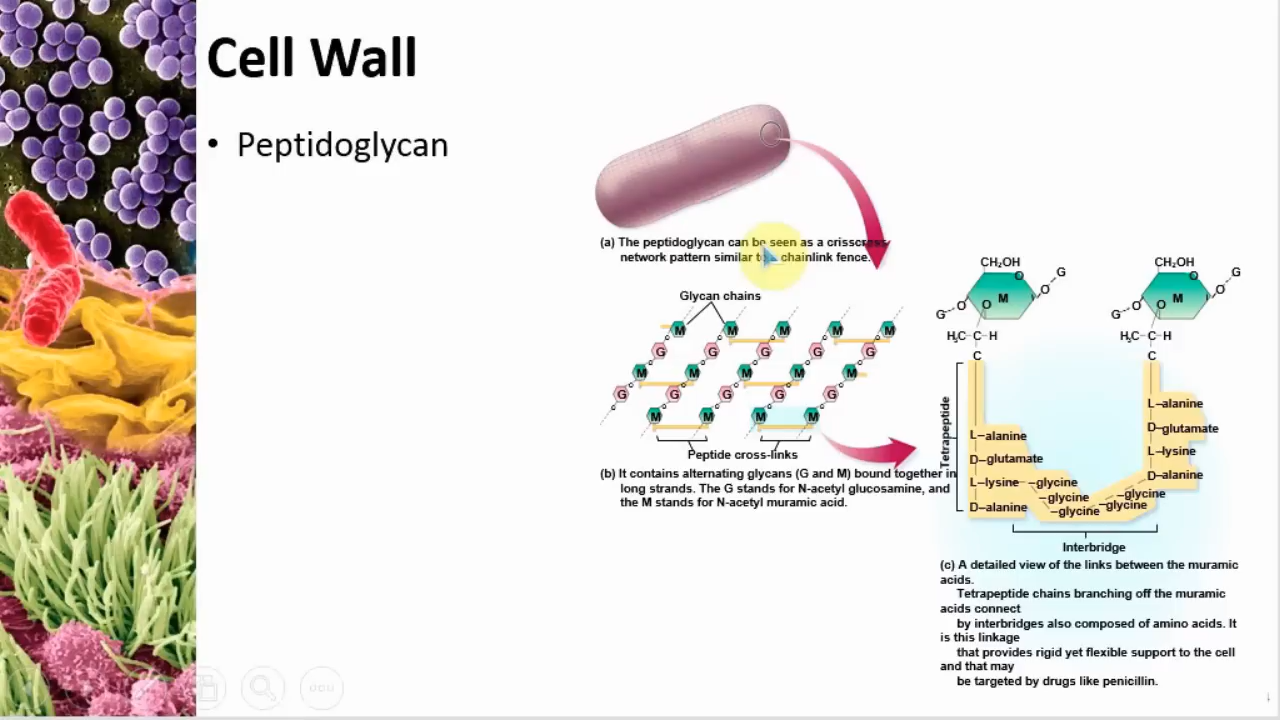 Cell Wall
• Peptidoglycan
(a) The peptidoglycan can be seen as a crisscross
network pattern similar to a chainlink fence.
Glycan chains
M M M M M
G G G G G
M M M M M
G G G G G
M M M M
Peptide cross-links
(b) It contains alternating glycans (G and M) bound together in
long strands. The G stands for N-acetyl glucosamine, and
the M stands for N-acetyl muramic acid.
CH₂OH
O
G
M
O
O
O
G
H₃C–C–H
C
Tetrapeptide
L–alanine
D–glutamate
L–lysine
D–alanine
–glycine
–glycine
–glycine
–glycine
–glycine
CH₂OH
O
G
M
O
O
O
G
H₃C–C–H
C
L–alanine
D–glutamate
L–lysine
D–alanine
Interbridge
(c) A detailed view of the links between the muramic
acids.
Tetrapeptide chains branching off the muramic
acids connect
by interbridges also composed of amino acids. It
is this linkage
that provides rigid yet flexible support to the cell
and that may
be targeted by drugs like penicillin.